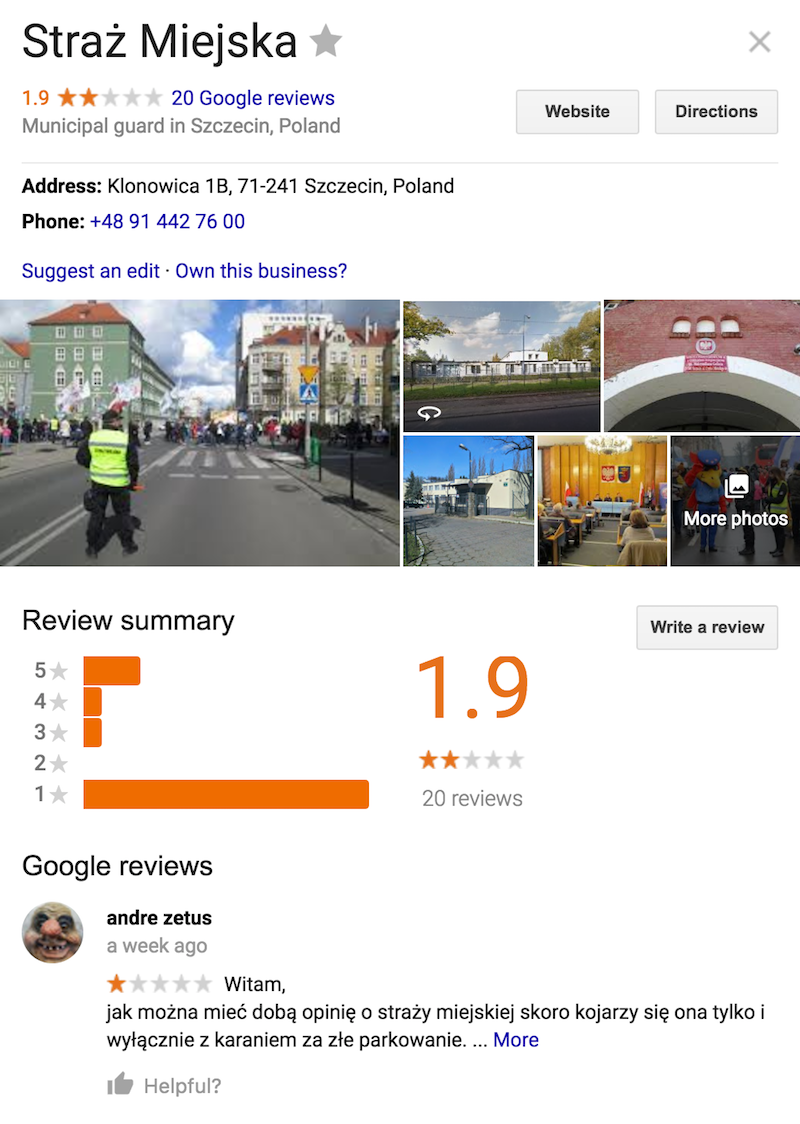 Straż Miejska
1.9 20 Google reviews
Municipal guard in Szczecin, Poland
Website
Directions
Address: Klonowica 1B, 71-241 Szczecin, Poland
Phone: +48 91 442 76 00
Suggest an edit · Own this business?
More photos
Review summary
Write a review
5
4
3
2
1
1.9
20 reviews
Google reviews
andre zetus
a week ago
Witam,
jak można mieć dobą opinię o straży miejskiej skoro kojarzy się ona tylko i
wyłącznie z karaniem za złe parkowanie. ... More
Helpful?